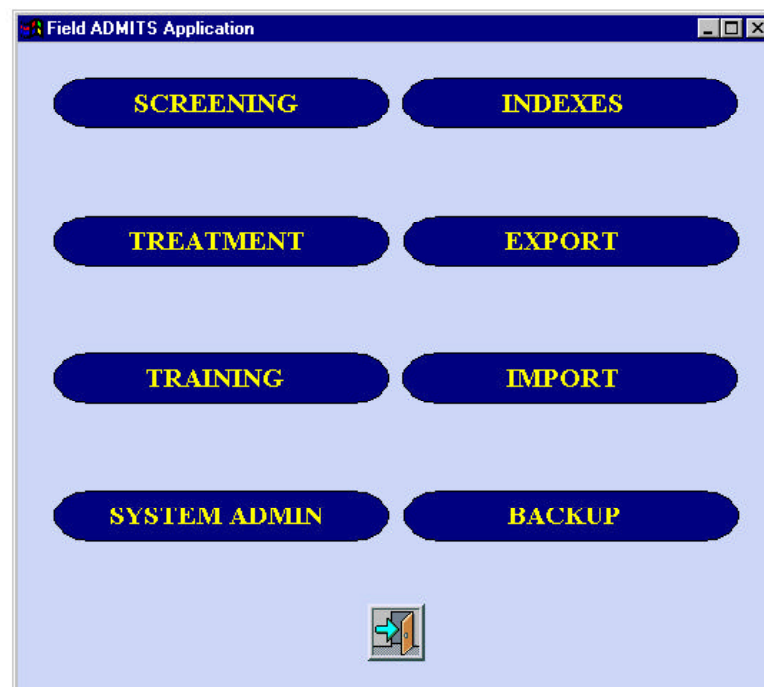 Field ADMITS Application
SCREENING INDEXES
TREATMENT EXPORT
TRAINING IMPORT
SYSTEM ADMIN BACKUP